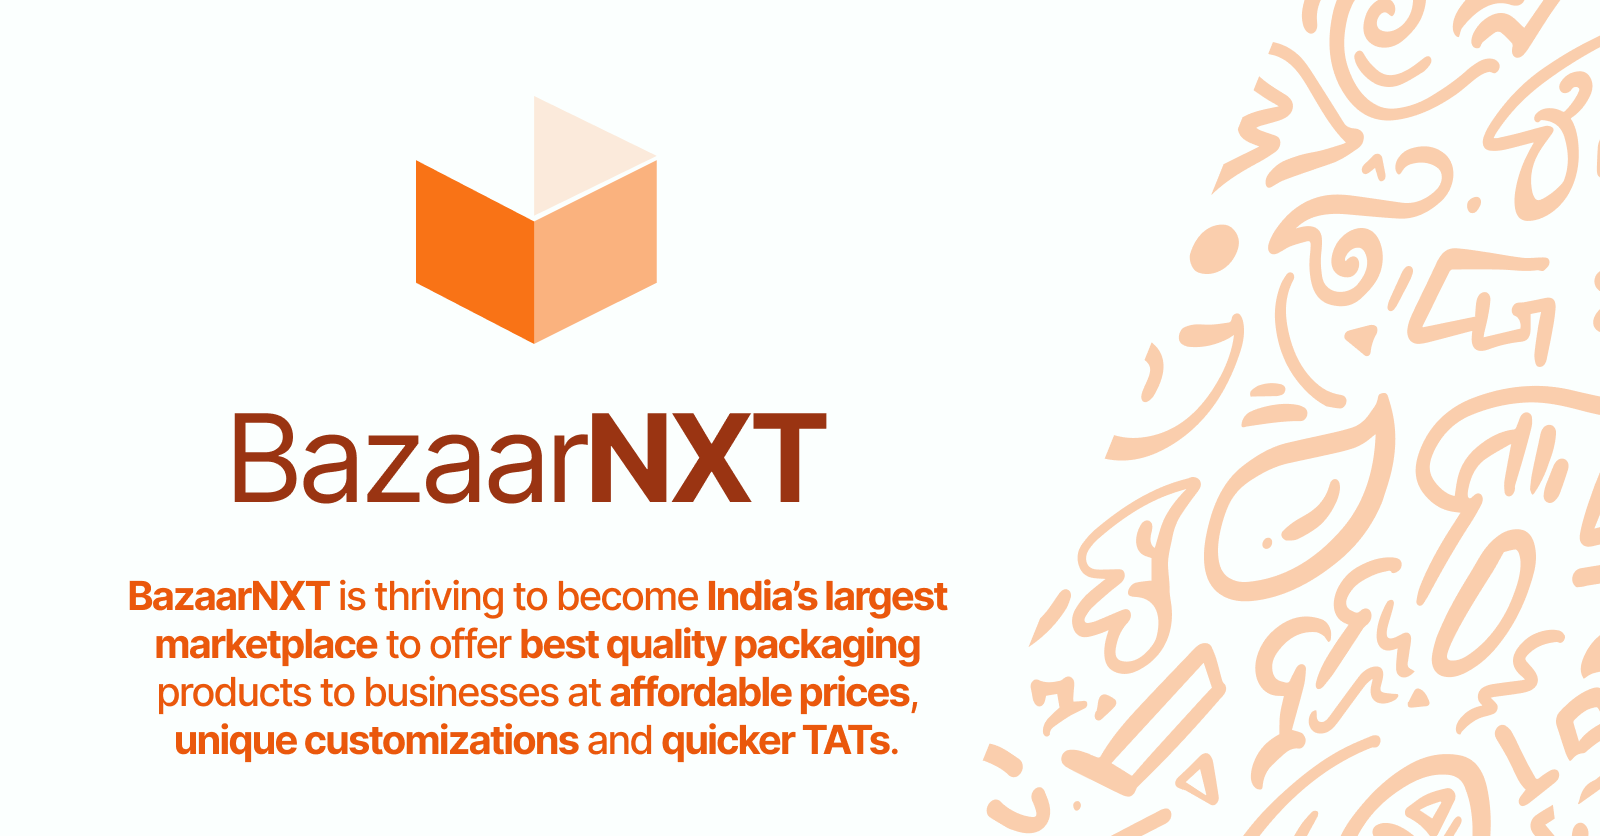 BazaarNXT
BazaarNXT is thriving to become India’s largest
marketplace to offer best quality packaging
products to businesses at affordable prices,
unique customizations and quicker TATs.